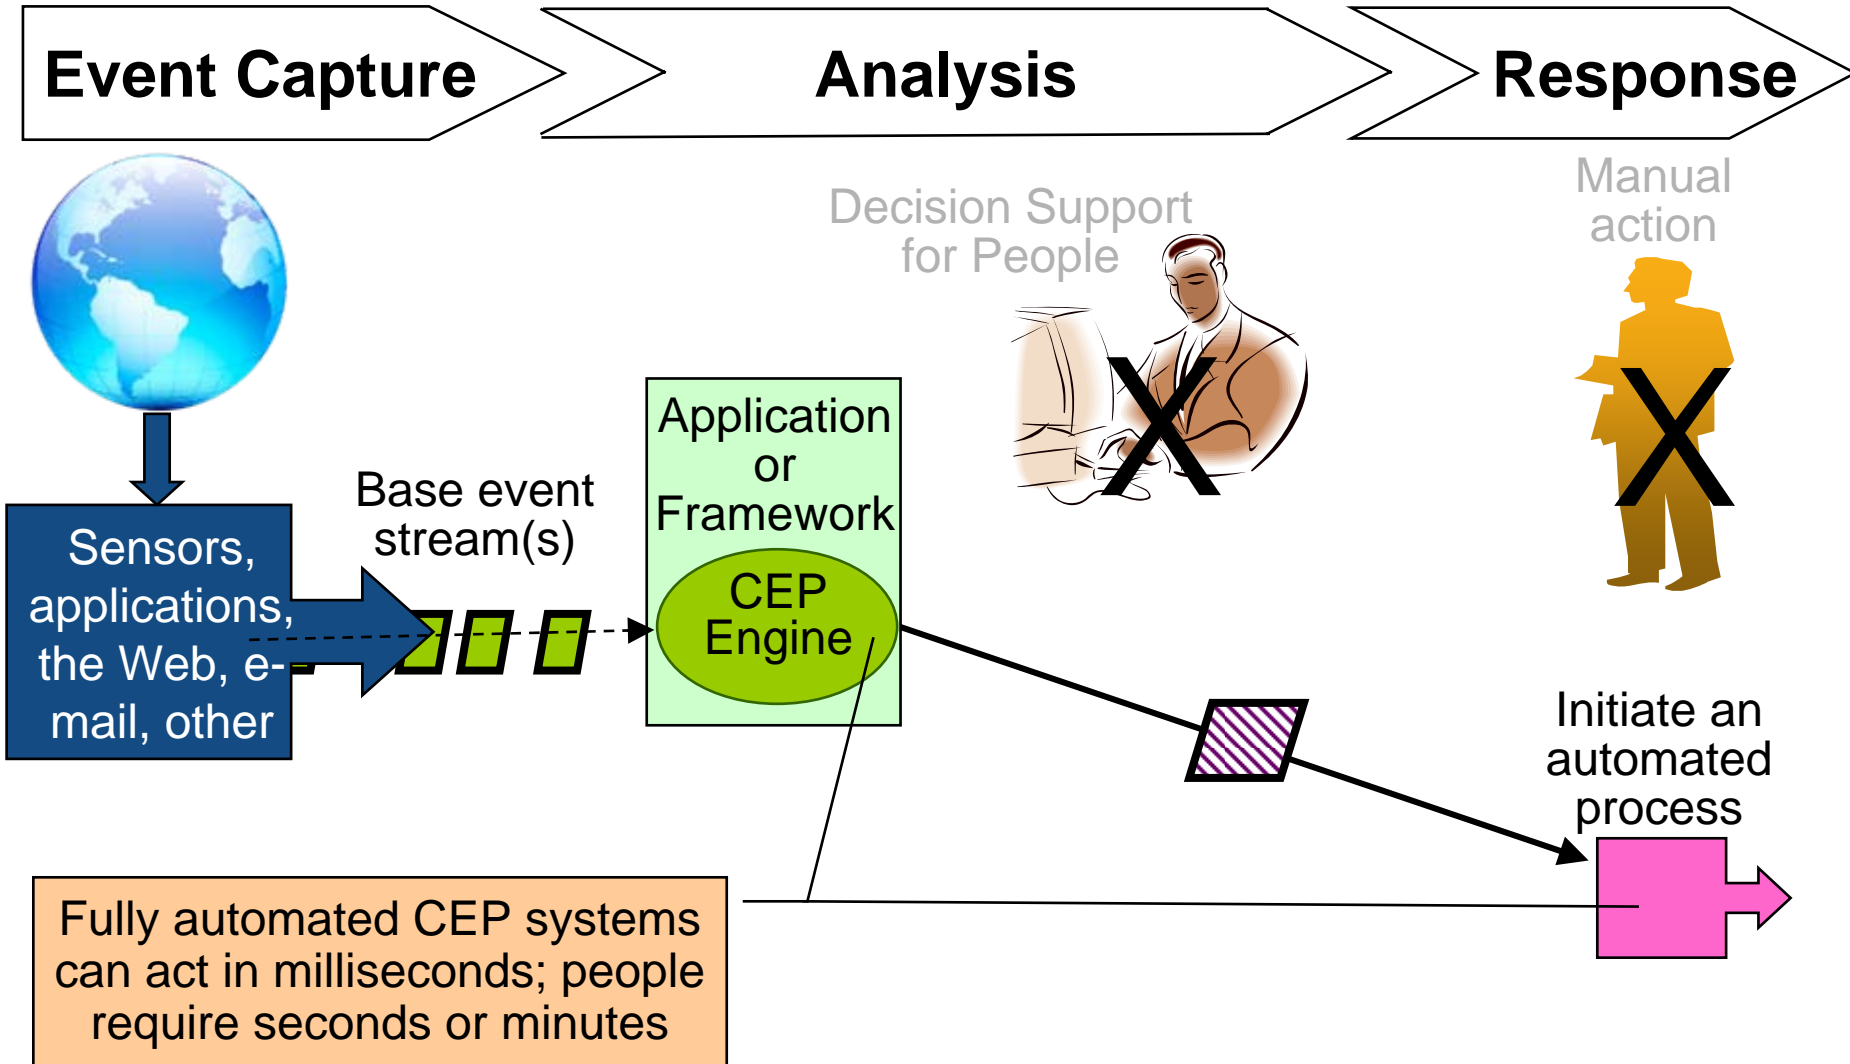 Event Capture
Analysis
Response
Decision Support
for People
Manual
action
Application
or
Framework
CEP
Engine
Base event
stream(s)
Sensors,
applications,
the Web, e-
mail, other
Initiate an
automated
process
Fully automated CEP systems
can act in milliseconds; people
require seconds or minutes